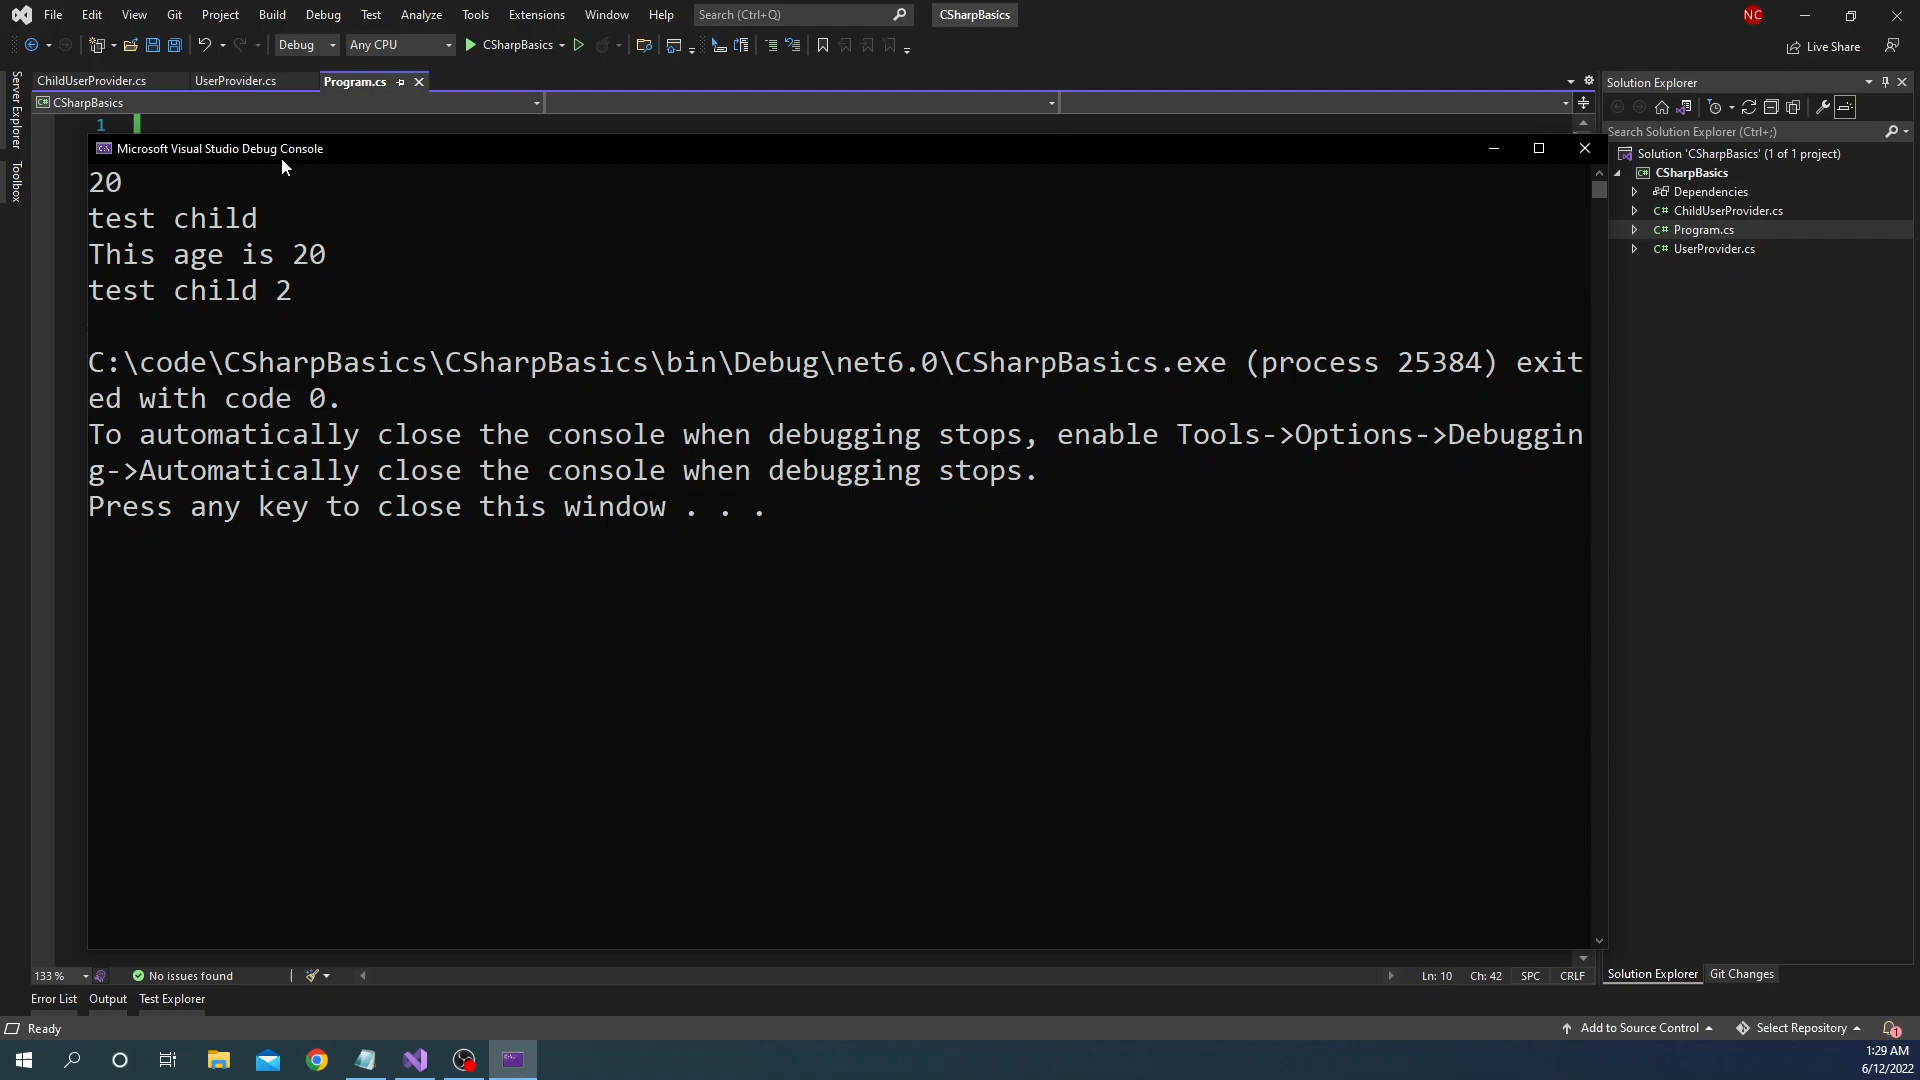 File Edit View Git Project Build Debug Test Analyze Tools Extensions Window Help Search (Ctrl+Q) CSharpBasics NC
Debug Any CPU CSharpBasics Live Share
Server Explorer
Toolbox
ChildUserProvider.cs UserProvider.cs Program.cs
CSharpBasics
1
Microsoft Visual Studio Debug Console
20
test child
This age is 20
test child 2
C:\code\CSharpBasics\CSharpBasics\bin\Debug\net6.0\CSharpBasics.exe (process 25384) exit
ed with code 0.
To automatically close the console when debugging stops, enable Tools->Options->Debuggin
g->Automatically close the console when debugging stops.
Press any key to close this window . . .
Solution Explorer
Search Solution Explorer (Ctrl+;)
Solution 'CSharpBasics' (1 of 1 project)
CSharpBasics
Dependencies
C# ChildUserProvider.cs
C# Program.cs
C# UserProvider.cs
133 % No issues found Ln: 10 Ch: 42 SPC CRLF
Solution Explorer Git Changes
Error List Output Test Explorer
Ready Add to Source Control Select Repository 1
1:29 AM
6/12/2022